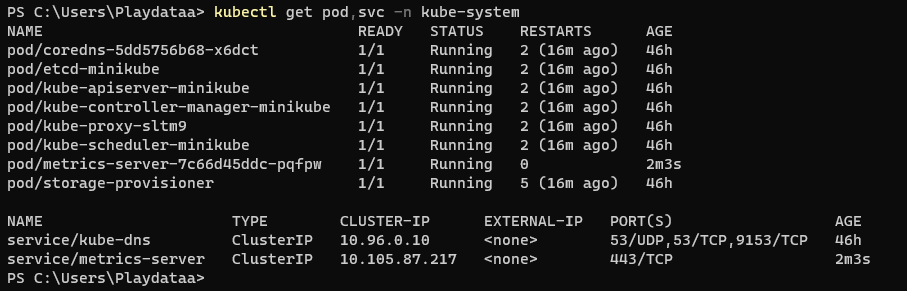 PS C:\Users\Playdataa> kubectl get pod,svc -n kube-system
NAME READY STATUS RESTARTS AGE
pod/coredns-5dd5756b68-x6dct 1/1 Running 2 (16m ago) 46h
pod/etcd-minikube 1/1 Running 2 (16m ago) 46h
pod/kube-apiserver-minikube 1/1 Running 2 (16m ago) 46h
pod/kube-controller-manager-minikube 1/1 Running 2 (16m ago) 46h
pod/kube-proxy-sltm9 1/1 Running 2 (16m ago) 46h
pod/kube-scheduler-minikube 1/1 Running 2 (16m ago) 46h
pod/metrics-server-7c66d45ddc-pqfpw 1/1 Running 0 2m3s
pod/storage-provisioner 1/1 Running 5 (16m ago) 46h
NAME TYPE CLUSTER-IP EXTERNAL-IP PORT(S) AGE
service/kube-dns ClusterIP 10.96.0.10 <none> 53/UDP,53/TCP,9153/TCP 46h
service/metrics-server ClusterIP 10.105.87.217 <none> 443/TCP 2m3s
PS C:\Users\Playdataa>